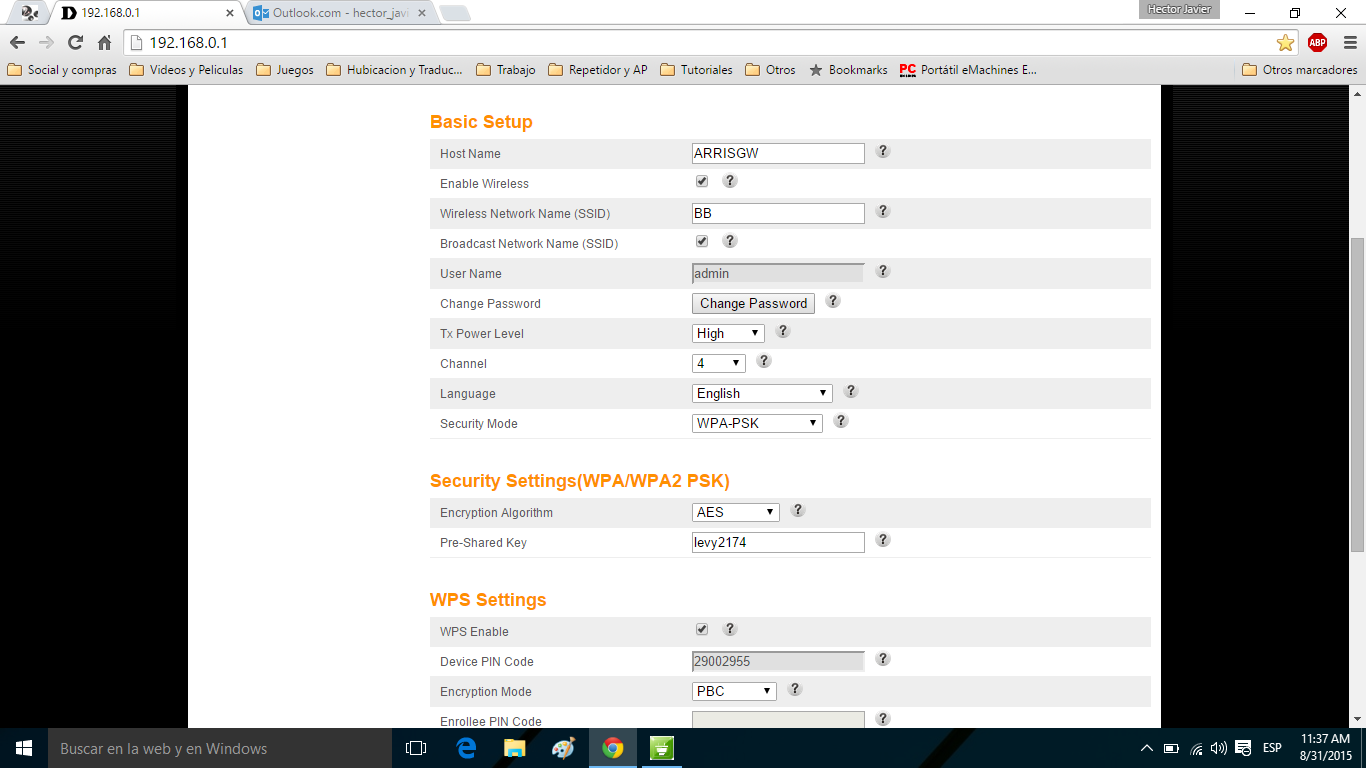 192.168.0.1
Outlook.com - hector_javi
Hector Javier
192.168.0.1
ABP
Social y compras
Videos y Peliculas
Juegos
Hubicacion y Traduc...
Trabajo
Repetidor y AP
Tutoriales
Otros
Bookmarks
PC
Portátil eMachines E...
Otros marcadores
Basic Setup
Host Name ARRISGW ?
Enable Wireless ?
Wireless Network Name (SSID) BB ?
Broadcast Network Name (SSID) ?
User Name admin ?
Change Password Change Password ?
Tx Power Level High ?
Channel 4 ?
Language English ?
Security Mode WPA-PSK ?
Security Settings(WPA/WPA2 PSK)
Encryption Algorithm AES ?
Pre-Shared Key levy2174 ?
WPS Settings
WPS Enable ?
Device PIN Code 29002955 ?
Encryption Mode PBC ?
Enrollee PIN Code ?
Buscar en la web y en Windows
ESP
11:37 AM
8/31/2015